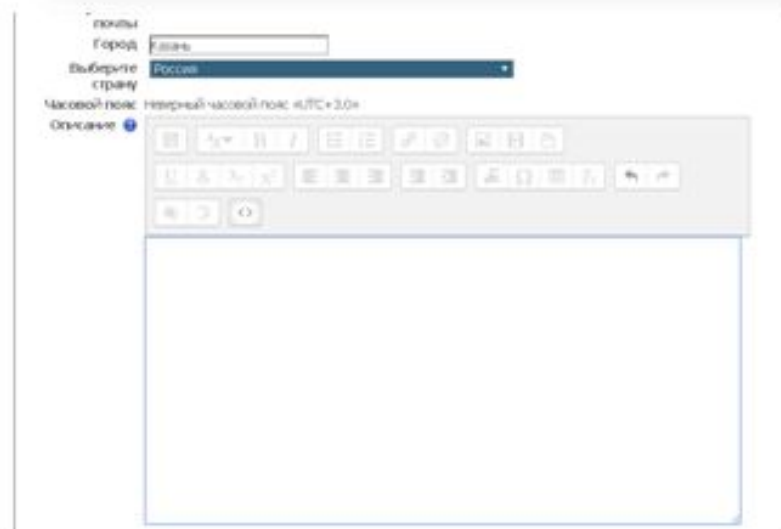 почты
Город Казань
Выберите Россия
страну
Часовой пояс Неверный часовой пояс «UTC+3.0»
Описание